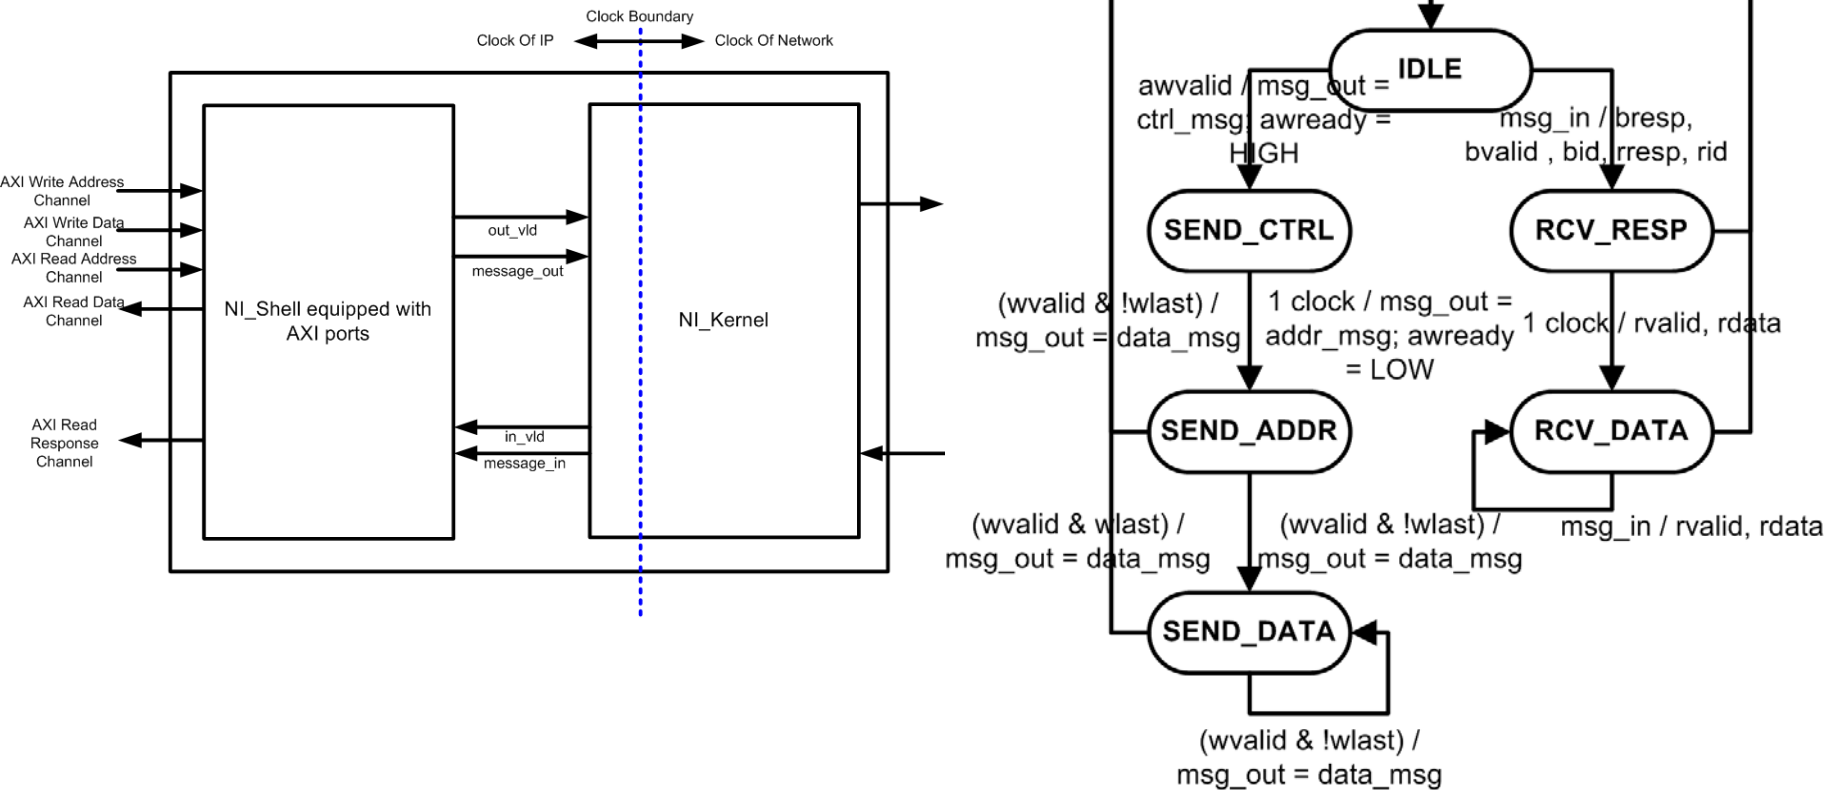 Clock Boundary
Clock Of IP
Clock Of Network
AXI Write Address
Channel
AXI Write Data
Channel
AXI Read Address
Channel
AXI Read Data
Channel
AXI Read
Response
Channel
NI_Shell equipped with
AXI ports
out_vld
message_out
in_vld
message_in
NI_Kernel
IDLE
awvalid / msg_out =
ctrl_msg; awready =
HIGH
msg_in / bresp,
bvalid , bid, rresp, rid
SEND_CTRL
RCV_RESP
(wvalid & !wlast) /
msg_out = data_msg
1 clock / msg_out =
addr_msg; awready
= LOW
1 clock / rvalid, rdata
SEND_ADDR
RCV_DATA
(wvalid & wlast) /
msg_out = data_msg
(wvalid & !wlast) /
msg_out = data_msg
msg_in / rvalid, rdata
SEND_DATA
(wvalid & !wlast) /
msg_out = data_msg